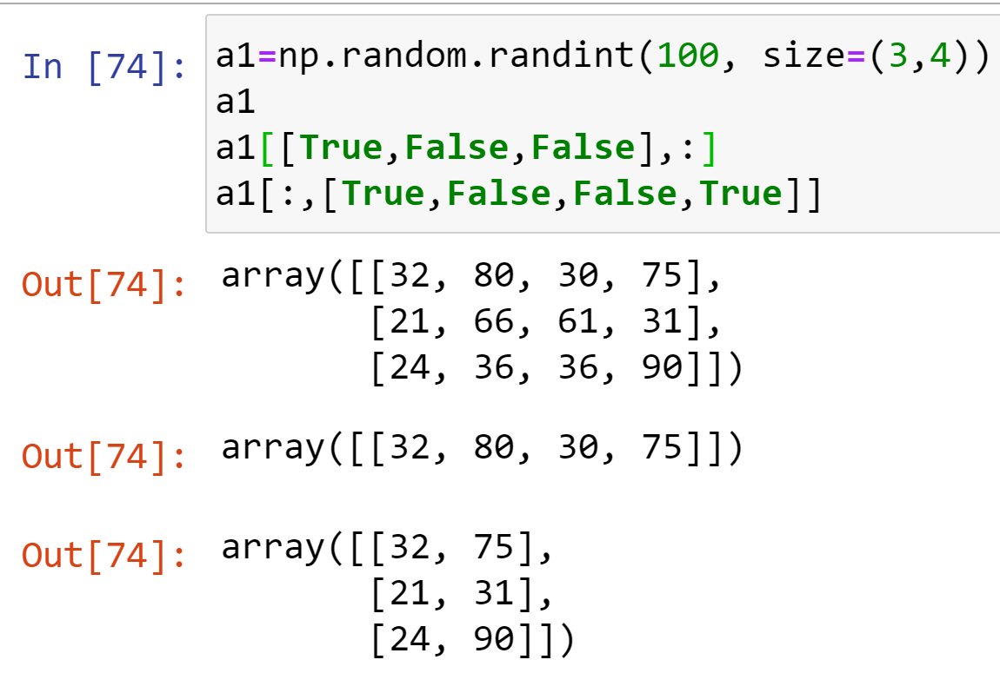 In [74]: a1=np.random.randint(100, size=(3,4))
a1
a1[[True,False,False],:]
a1[:,[True,False,False,True]]
Out[74]: array([[32, 80, 30, 75],
[21, 66, 61, 31],
[24, 36, 36, 90]])
Out[74]: array([[32, 80, 30, 75]])
Out[74]: array([[32, 75],
[21, 31],
[24, 90]])